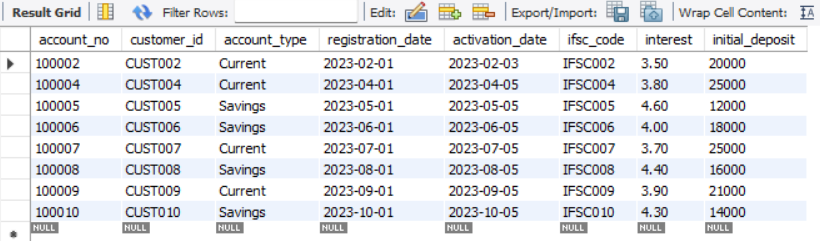 Result Grid Filter Rows: Edit: Export/Import: Wrap Cell Content: IA
account_no customer_id account_type registration_date activation_date ifsc_code interest initial_deposit
100002 CUST002 Current 2023-02-01 2023-02-03 IFSC002 3.50 20000
100004 CUST004 Current 2023-04-01 2023-04-05 IFSC004 3.80 25000
100005 CUST005 Savings 2023-05-01 2023-05-05 IFSC005 4.60 12000
100006 CUST006 Savings 2023-06-01 2023-06-05 IFSC006 4.00 18000
100007 CUST007 Current 2023-07-01 2023-07-05 IFSC007 3.70 25000
100008 CUST008 Savings 2023-08-01 2023-08-05 IFSC008 4.40 16000
100009 CUST009 Current 2023-09-01 2023-09-05 IFSC009 3.90 21000
100010 CUST010 Savings 2023-10-01 2023-10-05 IFSC010 4.30 14000
NULL NULL NULL NULL NULL NULL NULL NULL